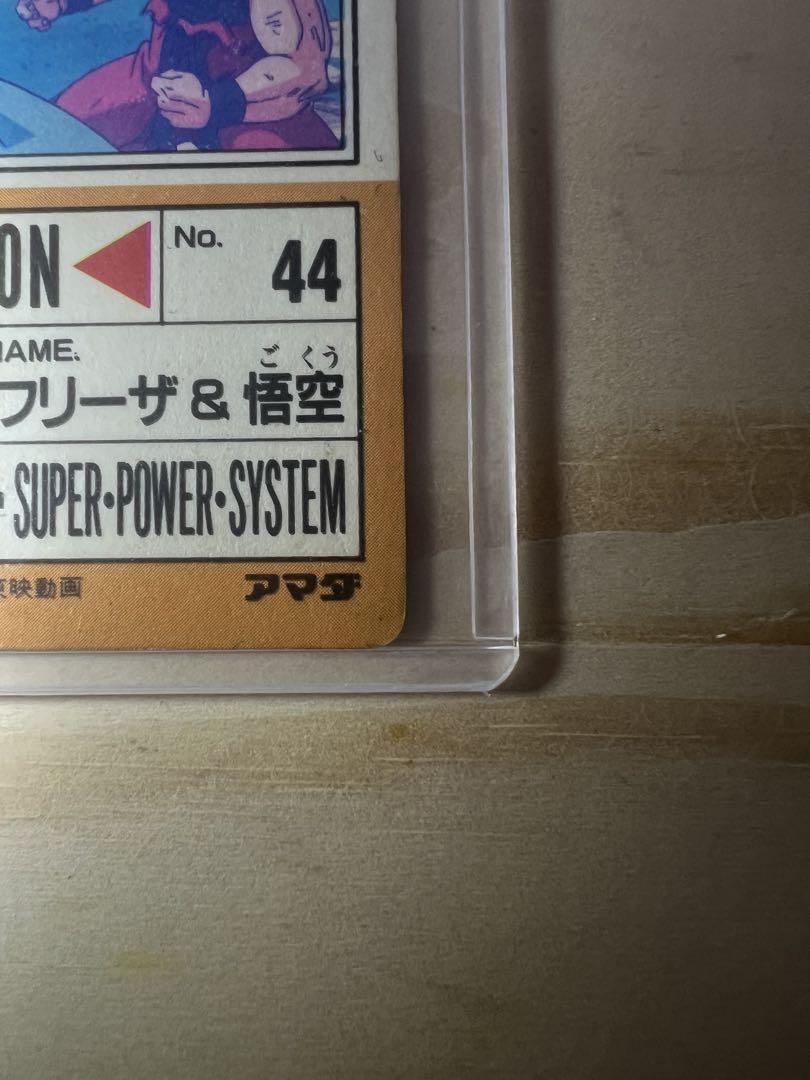 ON
No.
44
NAME.
ご くう
フリーザ & 悟空
SUPER・POWER・SYSTEM
東映動画
アマダ